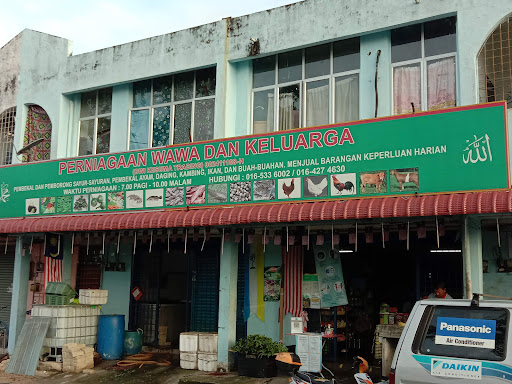 PERNIAGAAN WAWA DAN KELUARGA
PEMBEKAL DAN PEMBORONG SAYUR-SAYURAN, PEMBEKAL AYAM, DAGING, KAMBING, IKAN, DAN BUAH-BUAHAN. MENJUAL BARANGAN KEPERLUAN HARIAN
WAKTU PERNIAGAAN : 7.00 PAGI - 10.00 MALAM HUBUNGI : 016-533 6002 / 016-427 4630
الله
Panasonic
Air Conditioner
DAIKIN